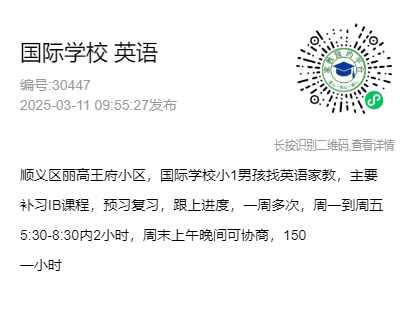 国际学校 英语
编号:30447
2025-03-11 09:55:27发布
长按识别二维码,查看详情
顺义区丽高王府小区，国际学校小1男孩找英语家教，主要
补习IB课程，预习复习，跟上进度，一周多次，周一到周五
5:30-8:30内2小时，周末上午晚间可协商，150
一小时